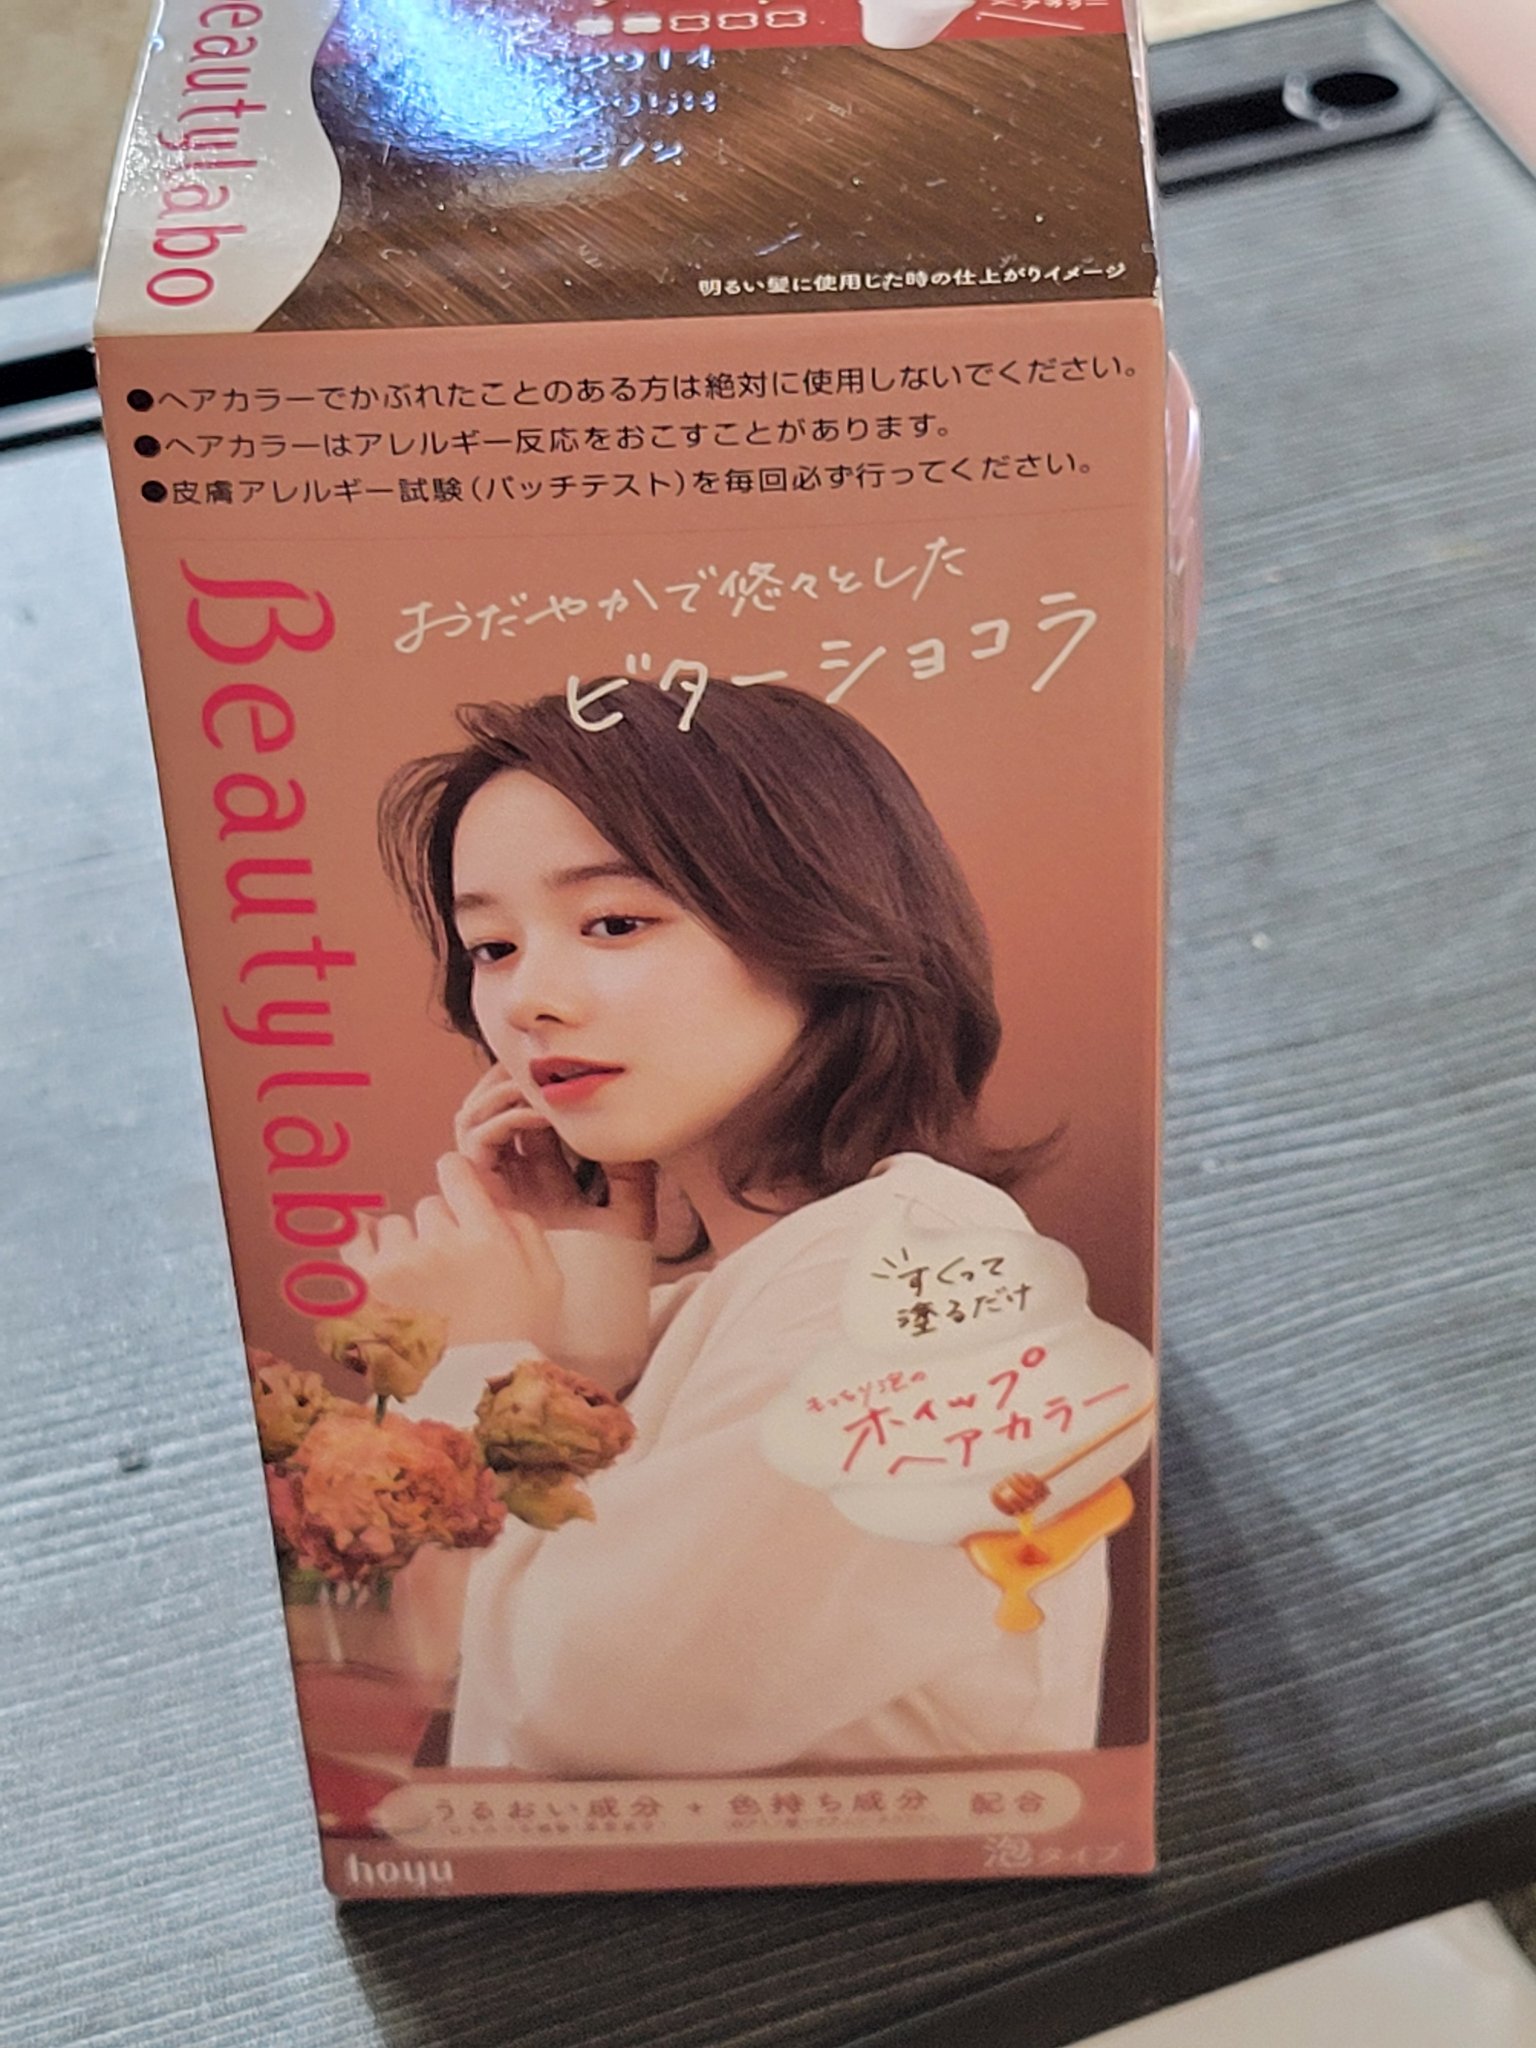 Beautylabo
明るい髪に使用した時の仕上がりイメージ
●ヘアカラーでかぶれたことのある方は絶対に使用しないでください。
●ヘアカラーはアレルギー反応をおこすことがあります。
●皮膚アレルギー試験(パッチテスト)を毎回必ず行ってください。
おだやかで悠々とした
ビターショコラ
Beautylabo
すくって
塗るだけ
もっちり泡の
ホイップ
ヘアカラー
うるおい成分+色持ち成分 配合
hoyu
泡タイプ